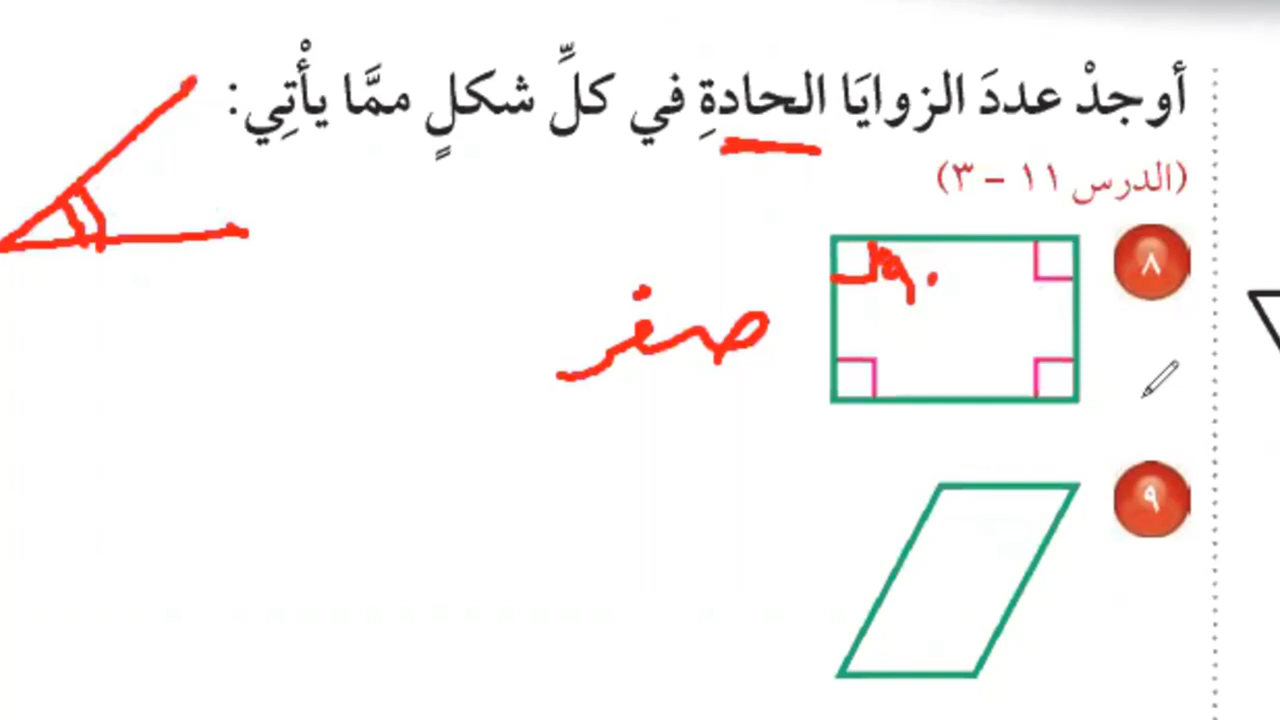 أوجدْ عددَ الزوايَا الحادةِ في كلِّ شكلٍ ممَّا يأْتِي:
(الدرس ١١ – ٣)
٨
٩٠
صفر
٩